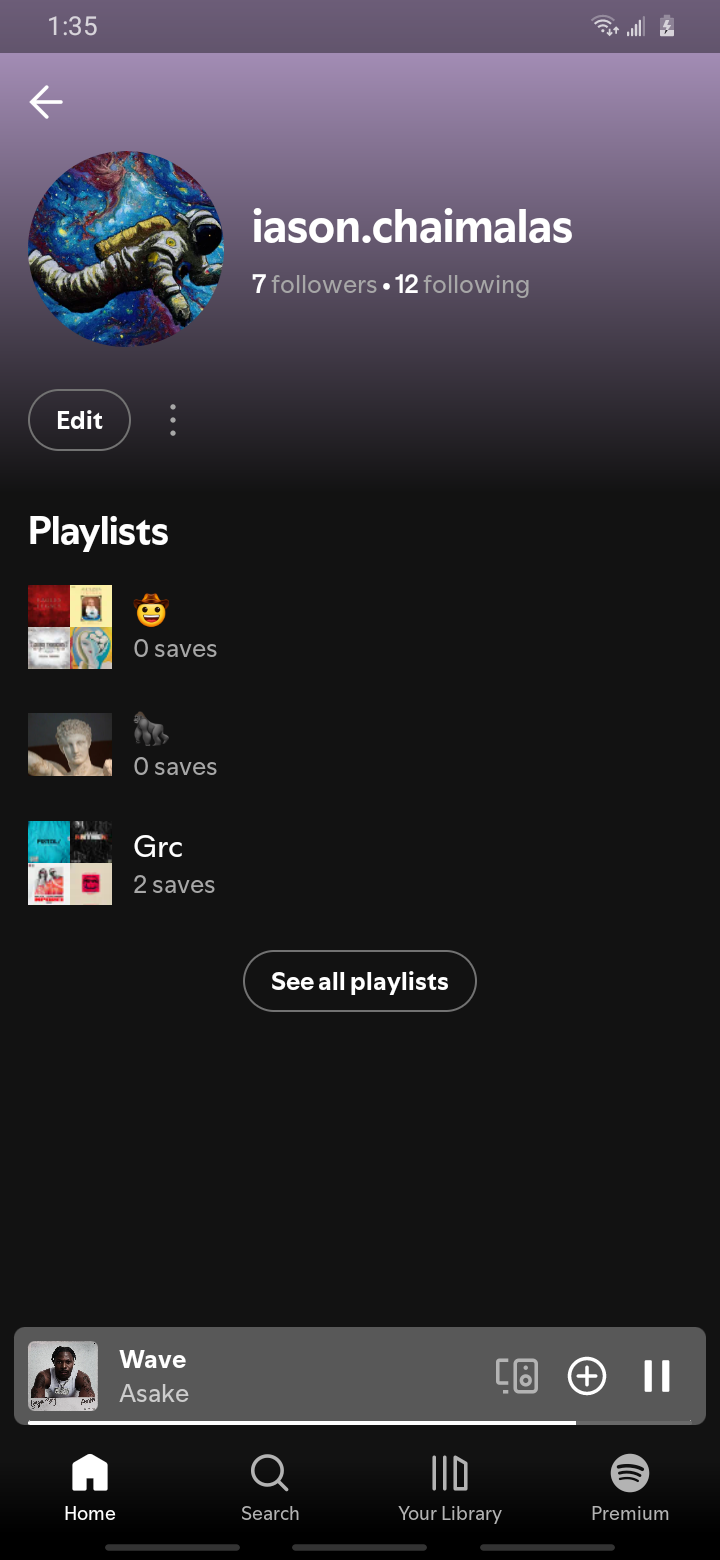 1:35
iason.chaimalas
7 followers • 12 following
Edit
Playlists
🤠
0 saves
🦍
0 saves
Grc
2 saves
See all playlists
Wave
Asake
Home
Search
Your Library
Premium